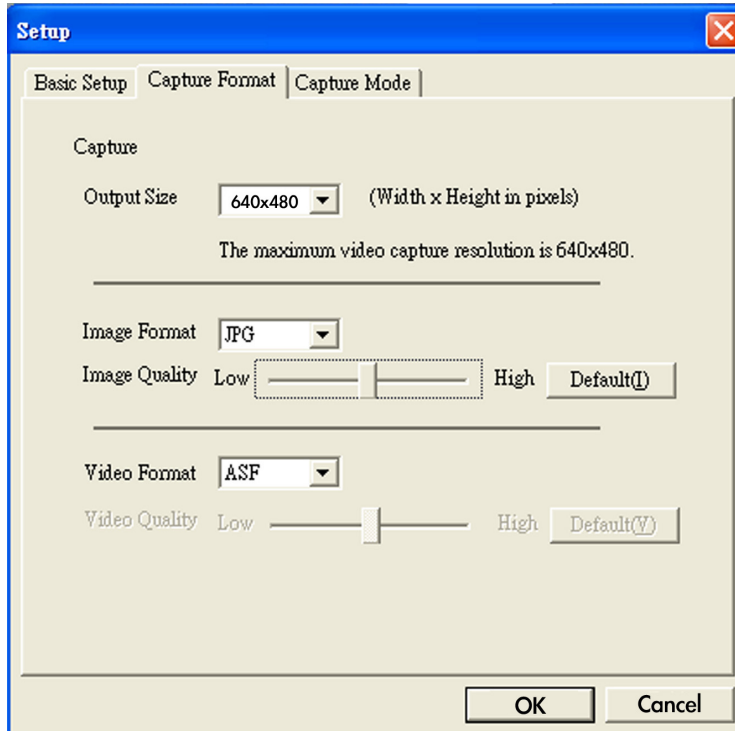 Setup
Basic Setup Capture Format Capture Mode
Capture
Output Size 640x480 (Width x Height in pixels)
The maximum video capture resolution is 640x480.
Image Format JPG
Image Quality Low High Default(I)
Video Format ASF
Video Quality Low High Default(V)
OK Cancel